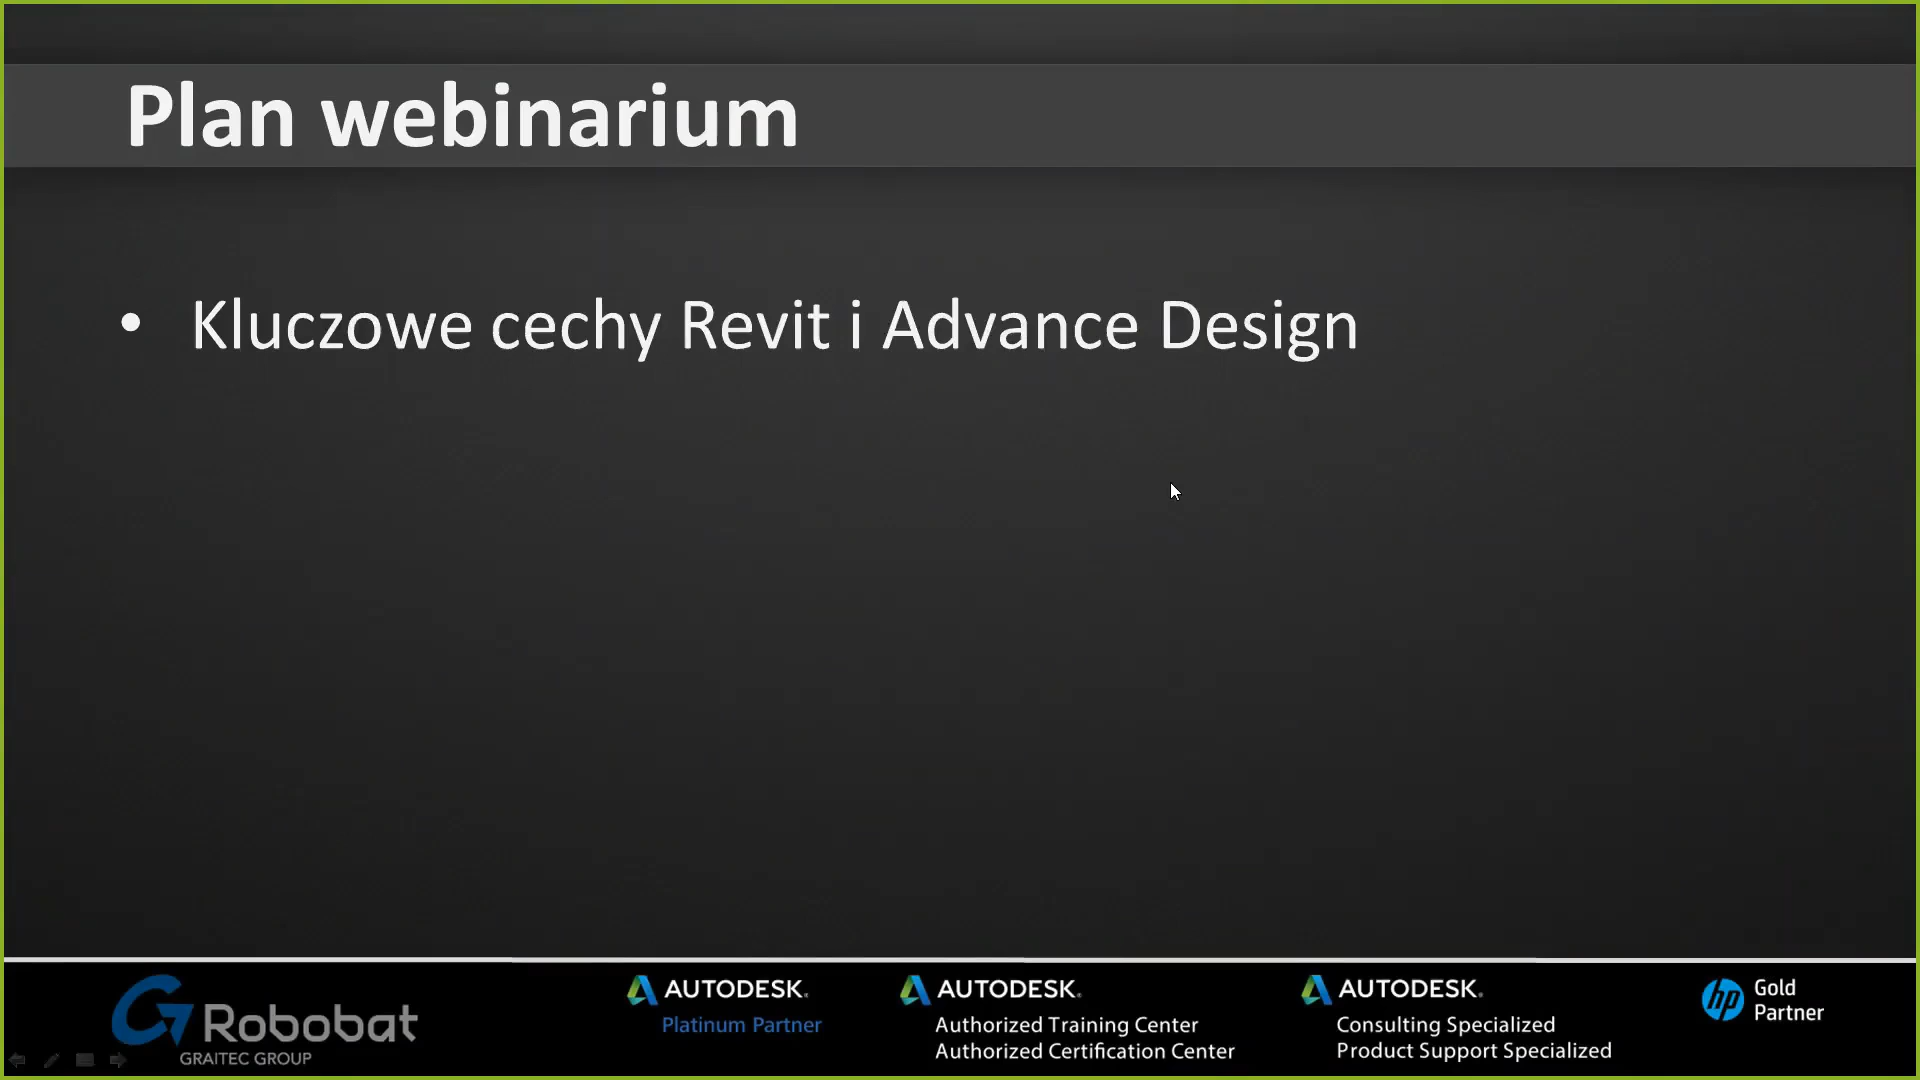 Plan webinarium
• Kluczowe cechy Revit i Advance Design
Robobat
GRAITEC GROUP
AUTODESK.
Platinum Partner
AUTODESK.
Authorized Training Center
Authorized Certification Center
AUTODESK.
Consulting Specialized
Product Support Specialized
hp
Gold
Partner